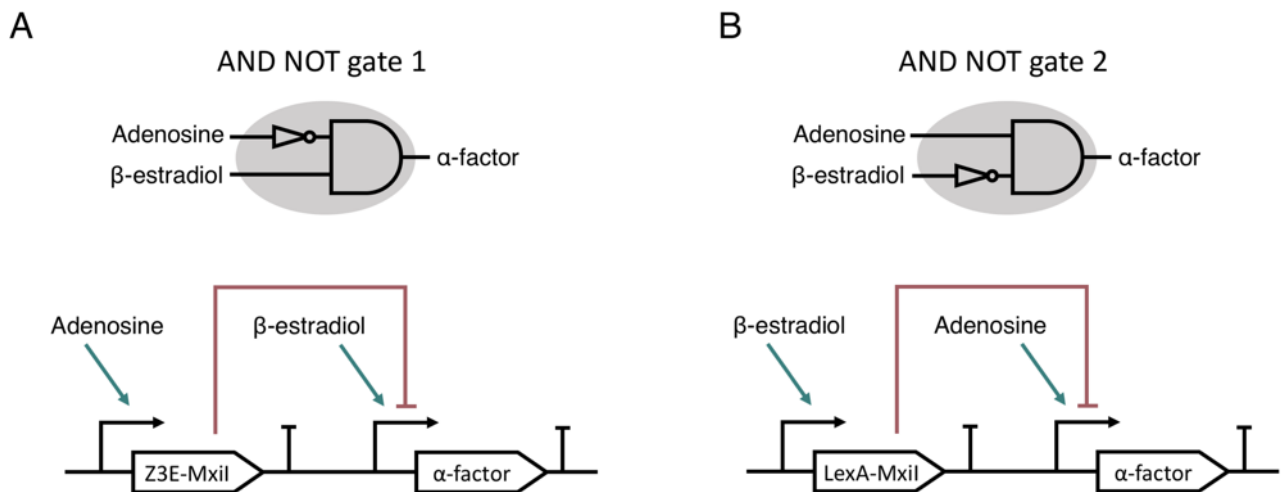 A
AND NOT gate 1
Adenosine
β-estradiol
α-factor
Adenosine
β-estradiol
Z3E-MxiI
α-factor
B
AND NOT gate 2
Adenosine
β-estradiol
α-factor
β-estradiol
Adenosine
LexA-MxiI
α-factor